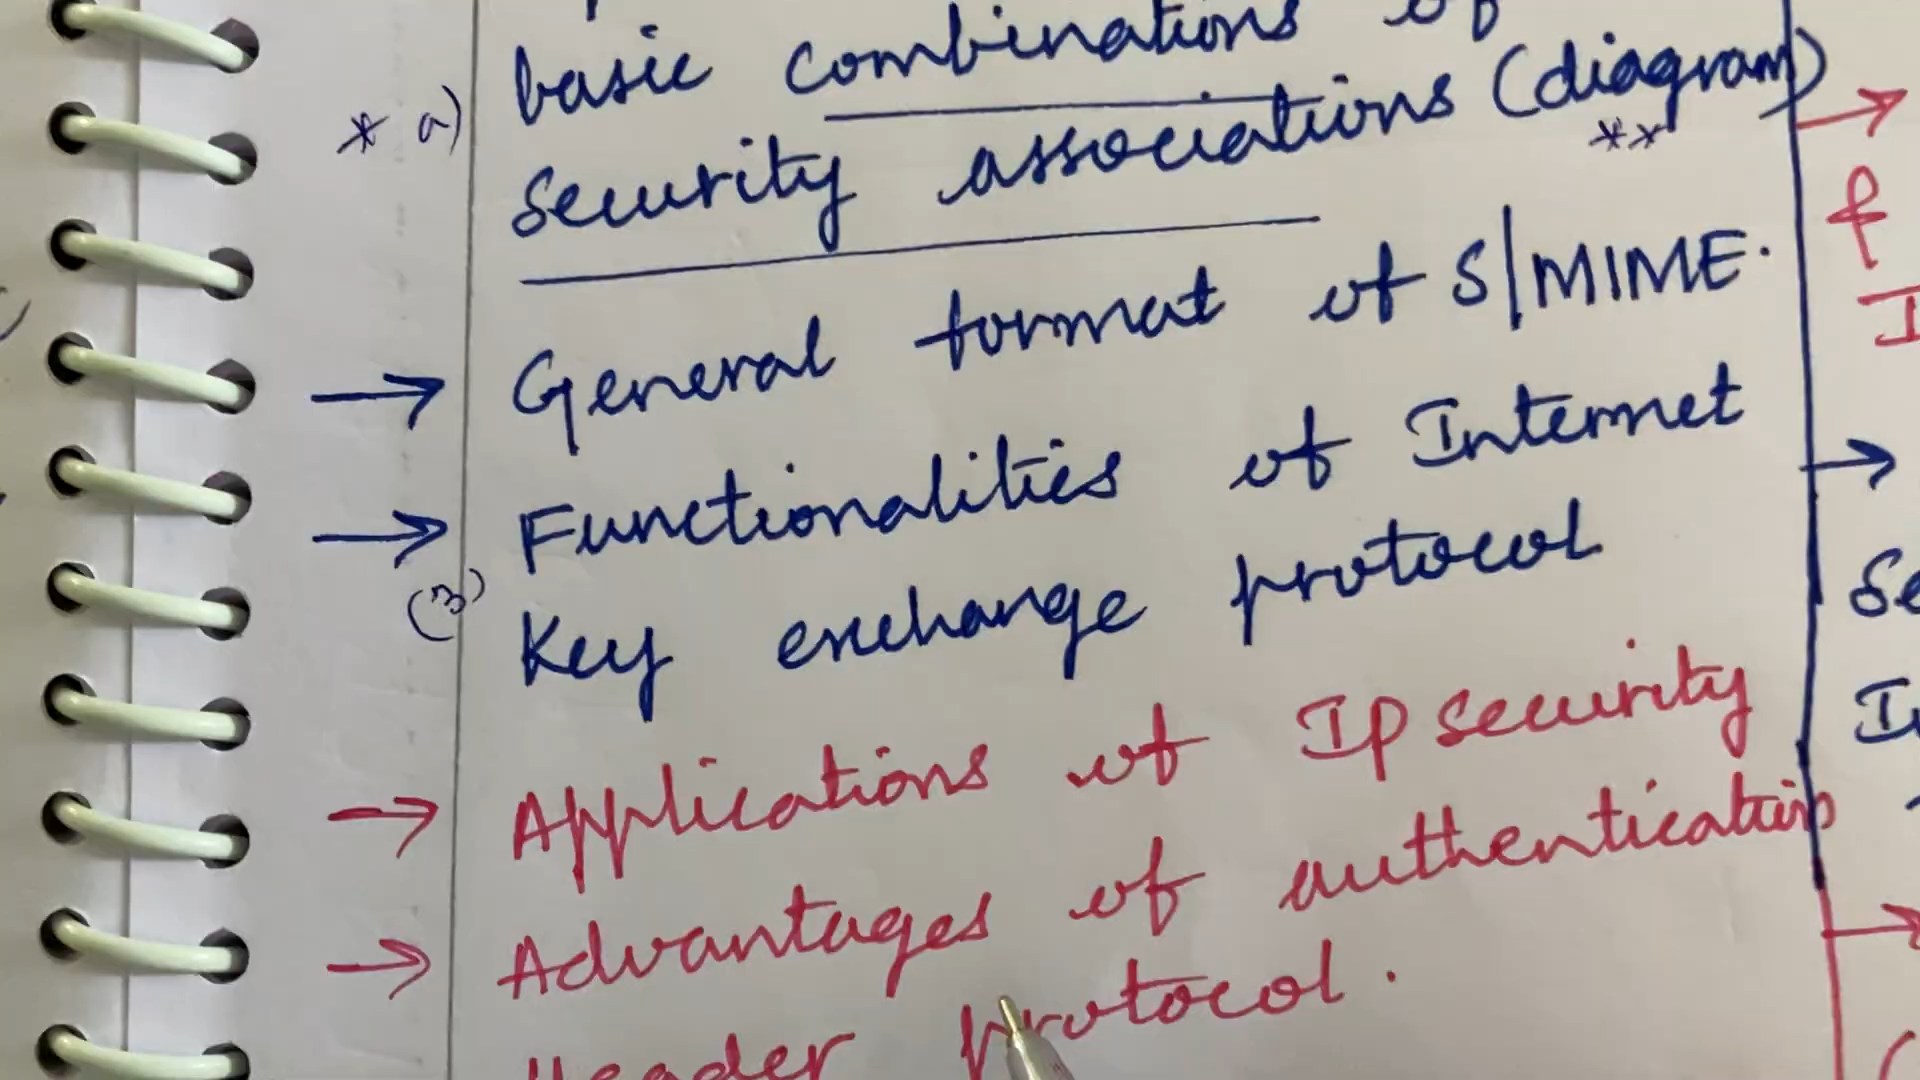 basic combinations of
* a)
security associations (diagram)
**
→ General format of S/MIME.
→ Functionalities of Internet
(3)
Key exchange protocol
→ Applications of IP security
→ Advantages of authentication
Header protocol.